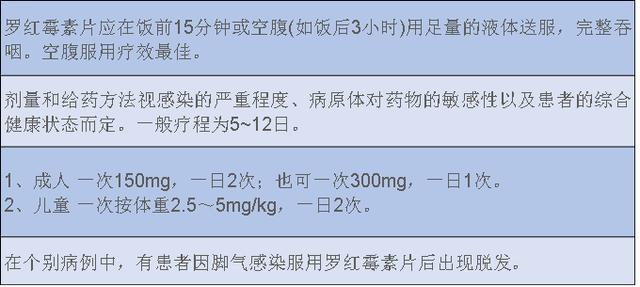 罗红霉素片应在饭前15分钟或空腹(如饭后3小时)用足量的液体送服，完整吞
咽。空腹服用疗效最佳。
剂量和给药方法视感染的严重程度、病原体对药物的敏感性以及患者的综合
健康状态而定。一般疗程为5~12日。
1、成人 一次150mg，一日2次；也可一次300mg，一日1次。
2、儿童 一次按体重2.5～5mg/kg，一日2次。
在个别病例中，有患者因脚气感染服用罗红霉素片后出现脱发。